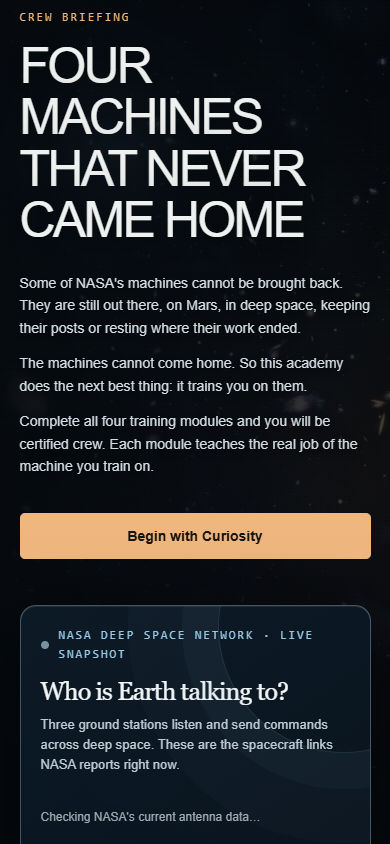 CREW BRIEFING
FOUR
MACHINES
THAT NEVER
CAME HOME
Some of NASA's machines cannot be brought back.
They are still out there, on Mars, in deep space, keeping
their posts or resting where their work ended.
The machines cannot come home. So this academy
does the next best thing: it trains you on them.
Complete all four training modules and you will be
certified crew. Each module teaches the real job of the
machine you train on.
Begin with Curiosity
NASA DEEP SPACE NETWORK · LIVE
SNAPSHOT
Who is Earth talking to?
Three ground stations listen and send commands
across deep space. These are the spacecraft links
NASA reports right now.
Checking NASA's current antenna data…